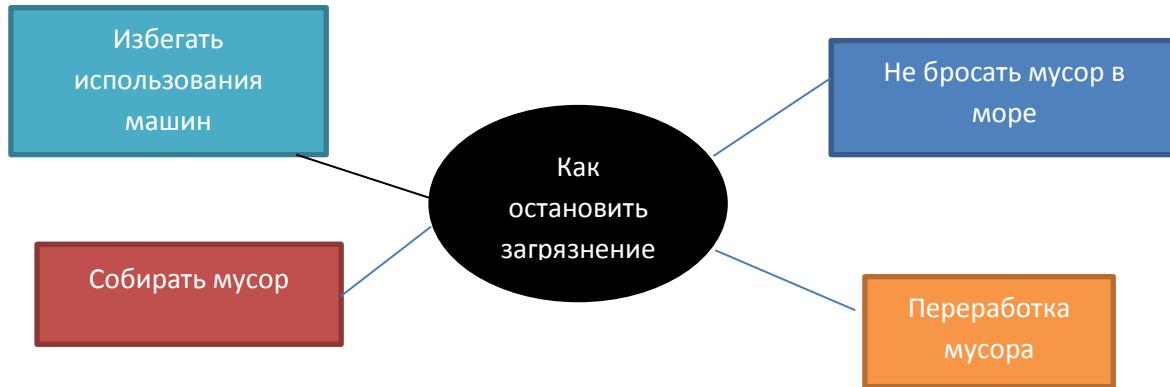 Избегать
использования
машин
Не бросать мусор в
море
Как
остановить
загрязнение
Собирать мусор
Переработка
мусора